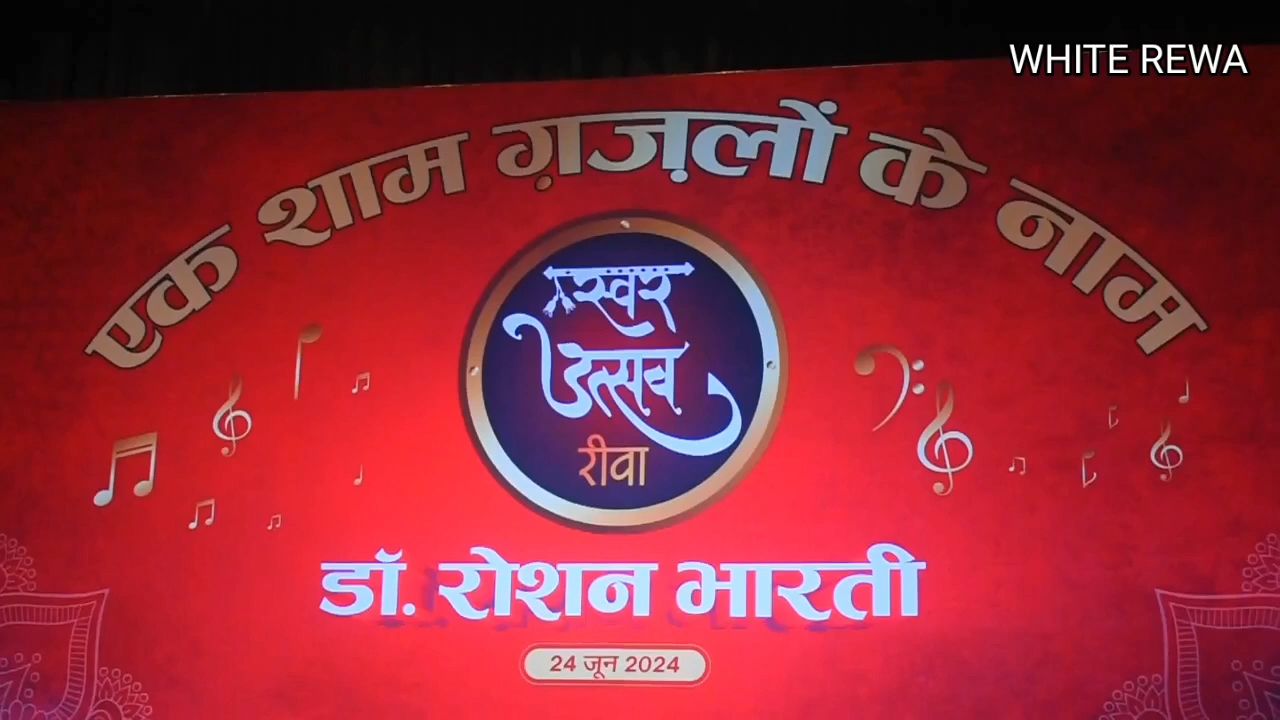 WHITE REWA
एक शाम ग़ज़लों के नाम
स्वर
उत्सव
रीवा
डॉ. रोशन भारती
24 जून 2024